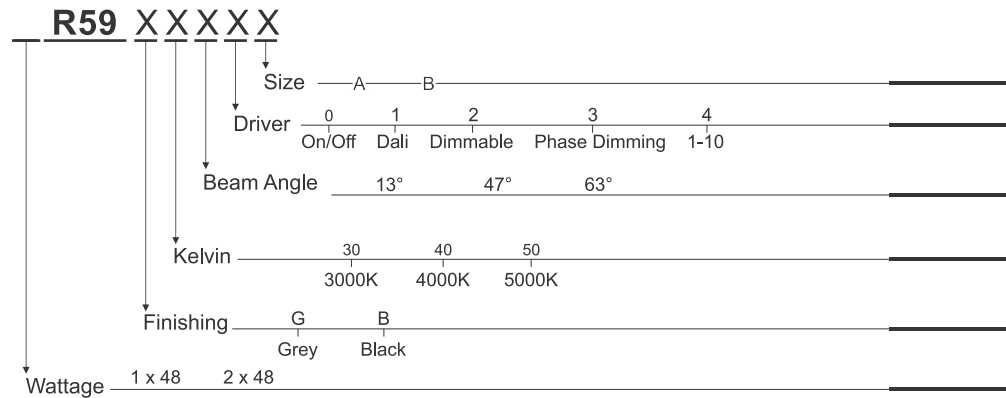 R59 X X X X X
Size A B
0 1 2 3 4
Driver
On/Off Dali Dimmable Phase Dimming 1-10
Beam Angle 13° 47° 63°
30 40 50
Kelvin
3000K 4000K 5000K
G B
Finishing
Grey Black
Wattage 1 x 48 2 x 48